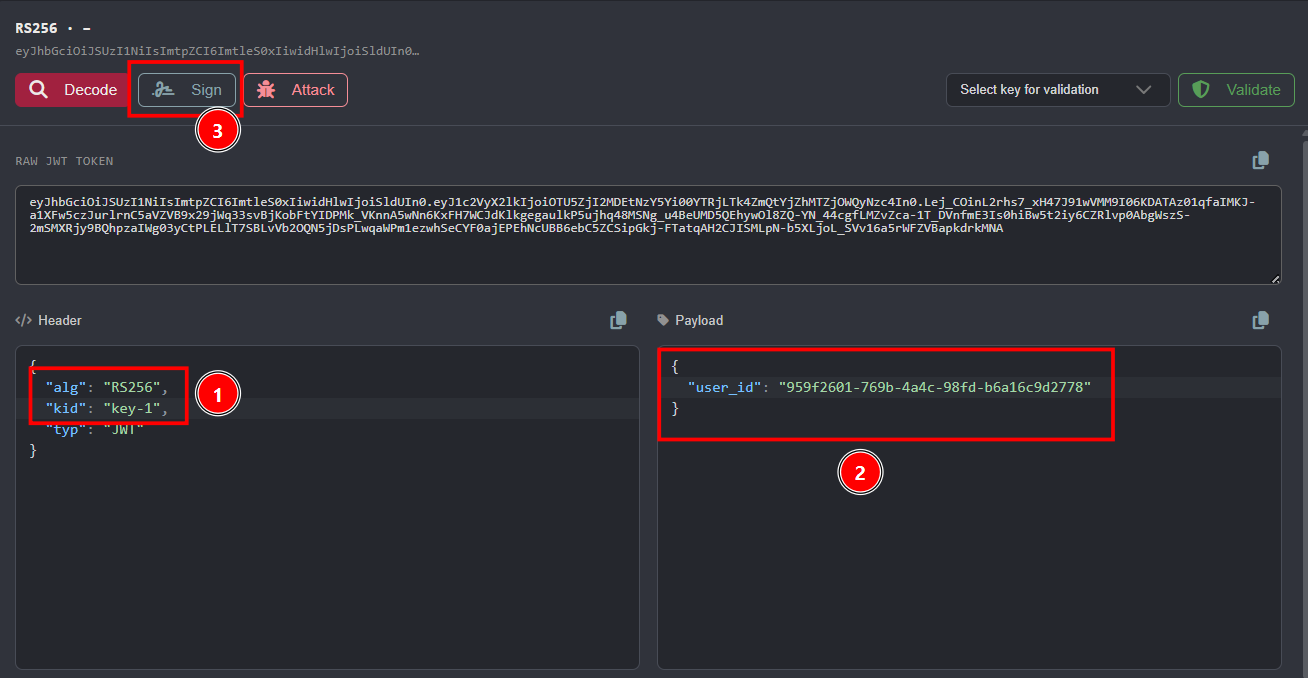 RS256 · –
eyJhbGciOiJSUzI1NiIsImtpZCI6ImtleS0xIiwidHlwIjoiSldUIn0…
Decode
Sign
Attack
Select key for validation
Validate
3
RAW JWT TOKEN
eyJhbGciOiJSUzI1NiIsImtpZCI6ImtleS0xIiwidHlwIjoiSldUIn0.eyJ1c2VyX2lkIjoiOTU5ZjI2MDEtNzY5Yi00YTRjLTk4ZmQtYjZhMTZjOWQyNzc4In0.Lej_COinL2rhs7_xH47J91wVMM9I06KDATAz01qfaIMKJ-
a1XFw5czJurlrnC5aVZVB9x29jWq33svBjKobFtYIDPMk_VKnnA5wNn6KxFH7WCJdKlkgegaulkP5ujhq48MSNg_u4BeUMD5QEhywOl8ZQ-YN_44cgfLMZvZca-1T_DVnfmE3Is0hiBw5t2iy6CZRlvp0AbgWszS-
2mSMXRjy9BQhpzaIWg03yCtPLELlT7SBLvVb2OQN5jDsPLwqaWPm1ezwhSeCYF0ajEPEhNcUBB6ebC5ZCSipGkj-FTatqAH2CJISMLpN-b5XLjoL_SVv16a5rWFZVBapkdrkMNA
</> Header
Payload
{
"alg": "RS256",
"kid": "key-1",
"typ": "JWT"
}
1
{
"user_id": "959f2601-769b-4a4c-98fd-b6a16c9d2778"
}
2